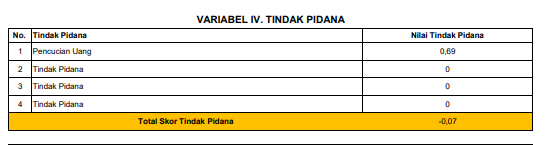 VARIABEL IV. TINDAK PIDANA
No. Tindak Pidana Nilai Tindak Pidana
1 Pencucian Uang 0,69
2 Tindak Pidana 0
3 Tindak Pidana 0
4 Tindak Pidana 0
Total Skor Tindak Pidana -0,07